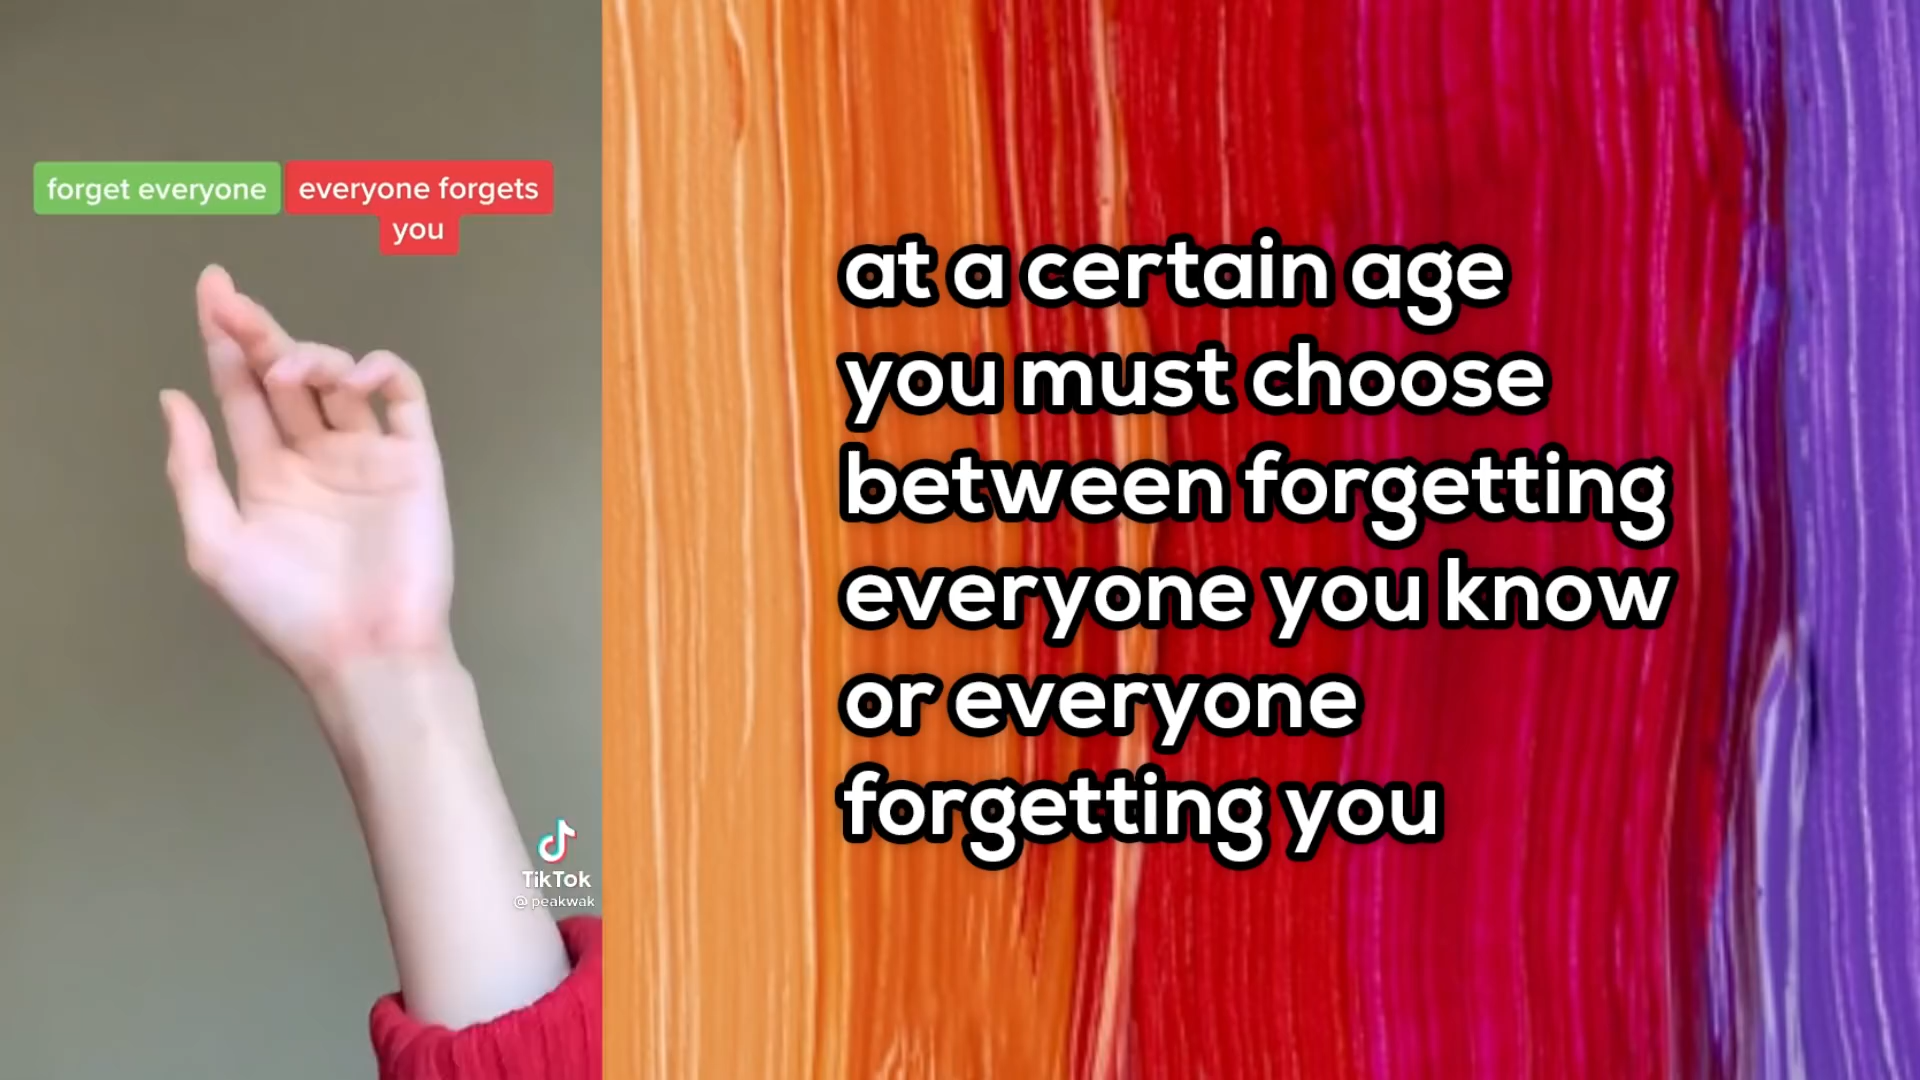 forget everyone
everyone forgets
you
at a certain age
you must choose
between forgetting
everyone you know
or everyone
forgetting you
TikTok
@ peakwak